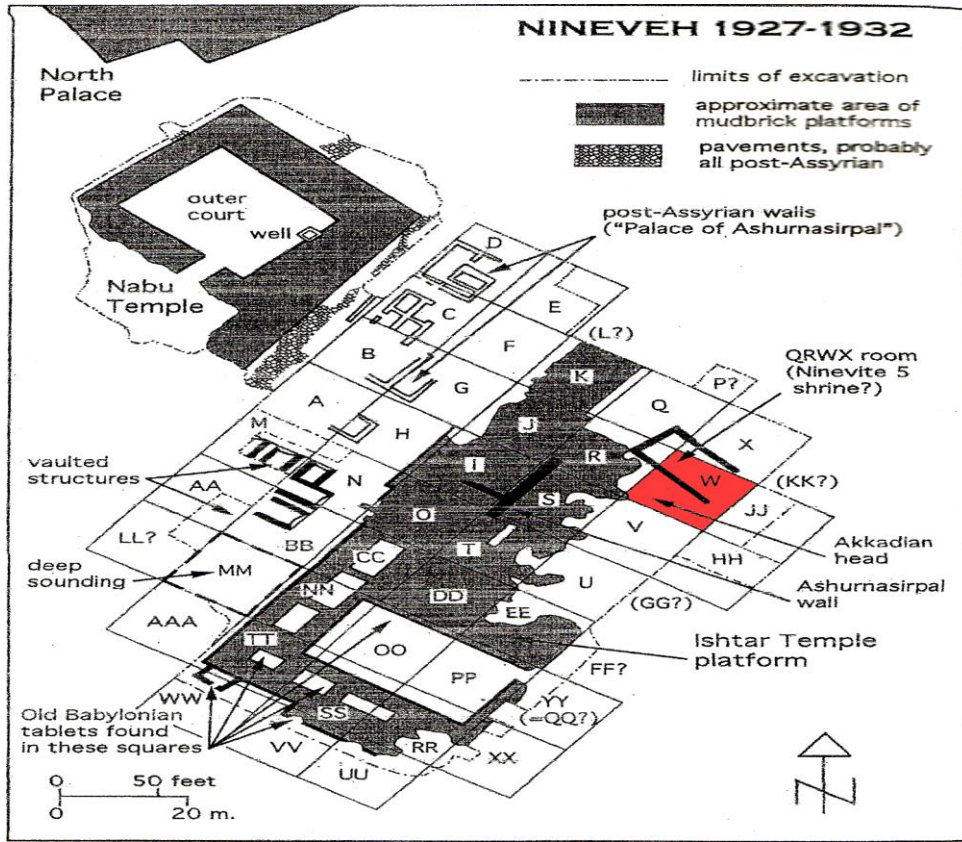 NINEVEH 1927-1932
North
Palace
limits of excavation
approximate area of
mudbrick platforms
pavements, probably
all post-Assyrian
outer
court
well
Nabu
Temple
post-Assyrian walls
("Palace of Ashurnasirpal")
D
C
E
(L?)
B
F
K
QRWX room
(Ninevite 5
shrine?)
P?
A
G
Q
M
H
J
X
vaulted
structures
I
R
W
(KK?)
AA
N
S
JJ
LL?
O
V
BB
T
HH
Akkadian
head
deep
sounding
MM
CC
NN
DD
U
EE
(GG?)
Ashurnasirpal
wall
AAA
TT
OO
PP
FF?
Ishtar Temple
platform
WW
SS
YY
(=QQ?)
Old Babylonian
tablets found
in these squares
VV
RR
XX
UU
0 50 feet
0 20 m.
N